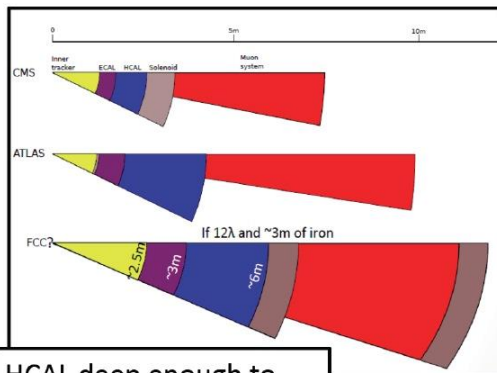 0 5m 10m
Inner tracker ECAL HCAL Solenoid Muon system
CMS
ATLAS
If 12λ and ~3m of iron
FCC?
~2.5m
~3m
~6m
HCAL deep enough to